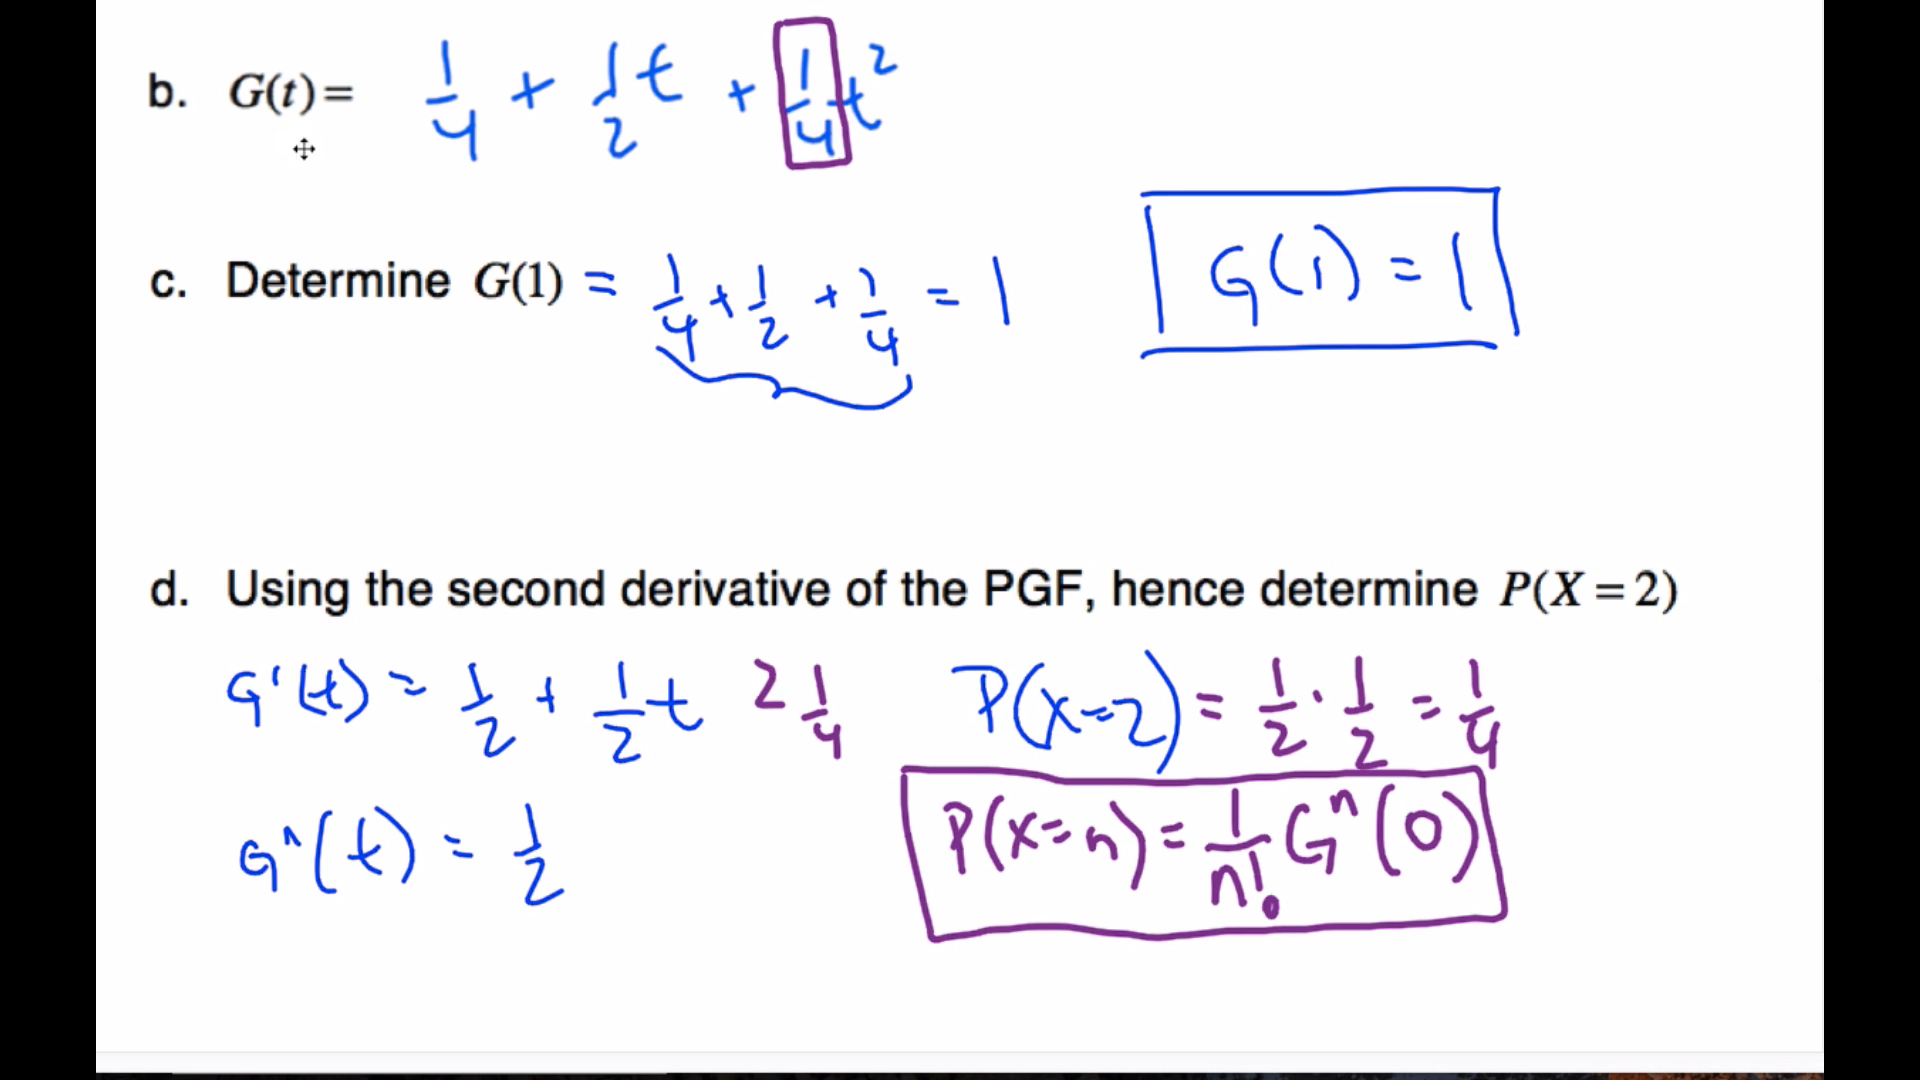 b. G(t) = 1/4 + 1/2 t + 1/4 t²
c. Determine G(1) = 1/4 + 1/2 + 1/4 = 1
G(1) = 1
d. Using the second derivative of the PGF, hence determine P(X = 2)
G'(t) = 1/2 + 1/2 t 2 1/4
P(X=2) = 1/2 · 1/2 = 1/4
G''(t) = 1/2
P(X=n) = 1/n! Gⁿ(0)